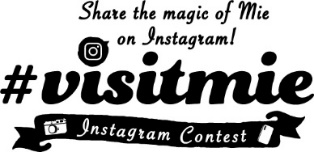 Share the magic of Mie
on Instagram!
#visitmie
Instagram Contest